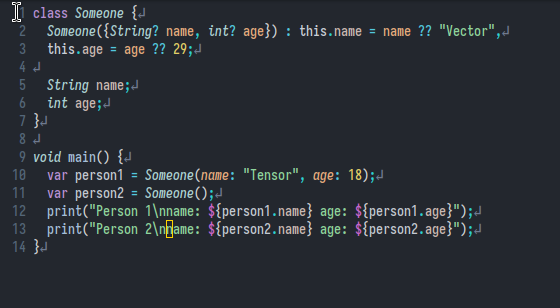 1 class Someone {↲
2   Someone({String? name, int? age}) : this.name = name ?? "Vector",
3   this.age = age ?? 29;↲
4 ↲
5   String name;↲
6   int age;↲
7 }↲
8 ↲
9 void main() {↲
10   var person1 = Someone(name: "Tensor", age: 18);↲
11   var person2 = Someone();↲
12   print("Person 1\nname: ${person1.name} age: ${person1.age}");↲
13   print("Person 2\nname: ${person2.name} age: ${person2.age}");↲
14 }↲